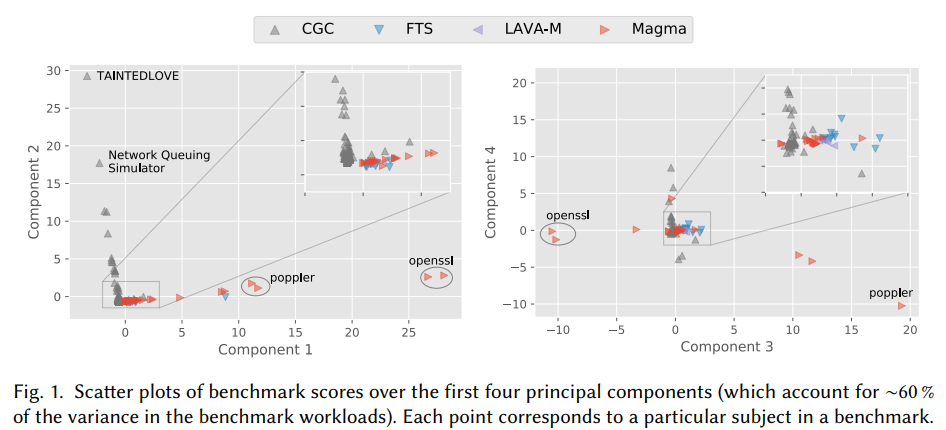 CGC FTS LAVA-M Magma
30
25
20
15
10
5
0
Component 2
TAINTEDLOVE
Network Queuing
Simulator
poppler
openssl
0 5 10 15 20 25
Component 1
20
15
10
5
0
−5
−10
Component 4
openssl
poppler
−10 −5 0 5 10 15 20
Component 3
Fig. 1. Scatter plots of benchmark scores over the first four principal components (which account for ~60 %
of the variance in the benchmark workloads). Each point corresponds to a particular subject in a benchmark.